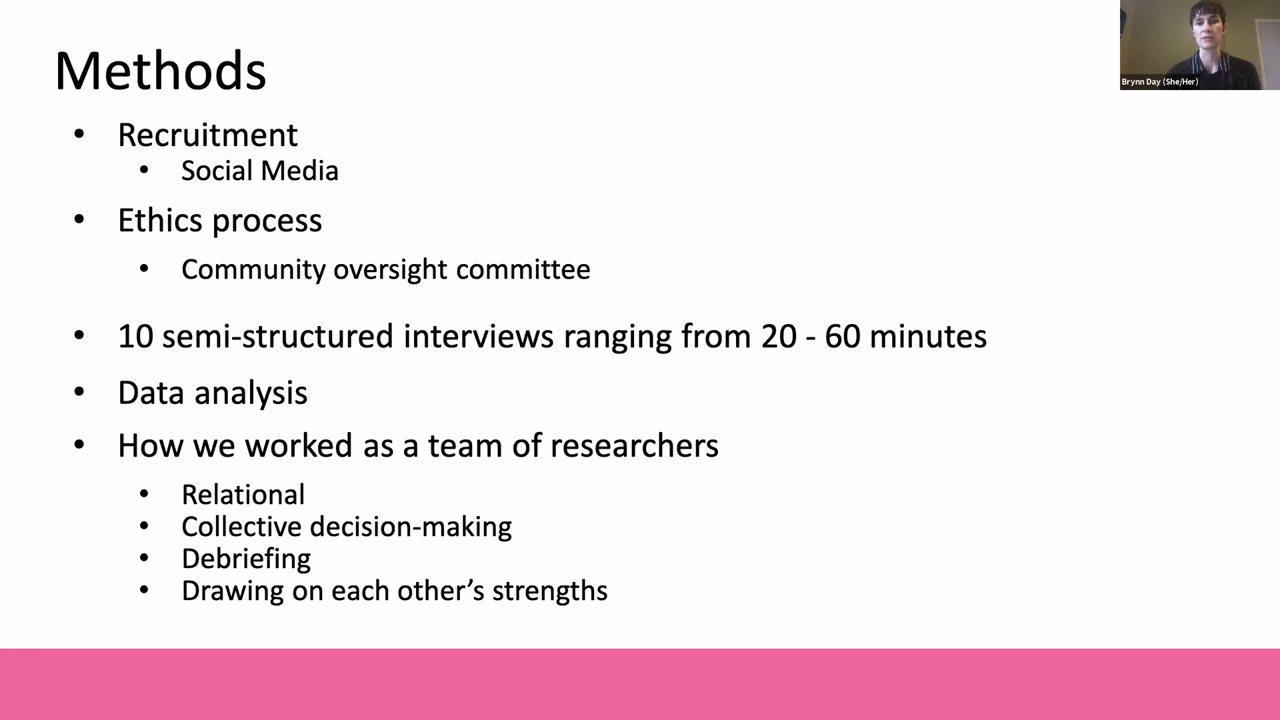 Methods
Brynn Day (She/Her)
• Recruitment
• Social Media
• Ethics process
• Community oversight committee
• 10 semi-structured interviews ranging from 20 - 60 minutes
• Data analysis
• How we worked as a team of researchers
• Relational
• Collective decision-making
• Debriefing
• Drawing on each other’s strengths